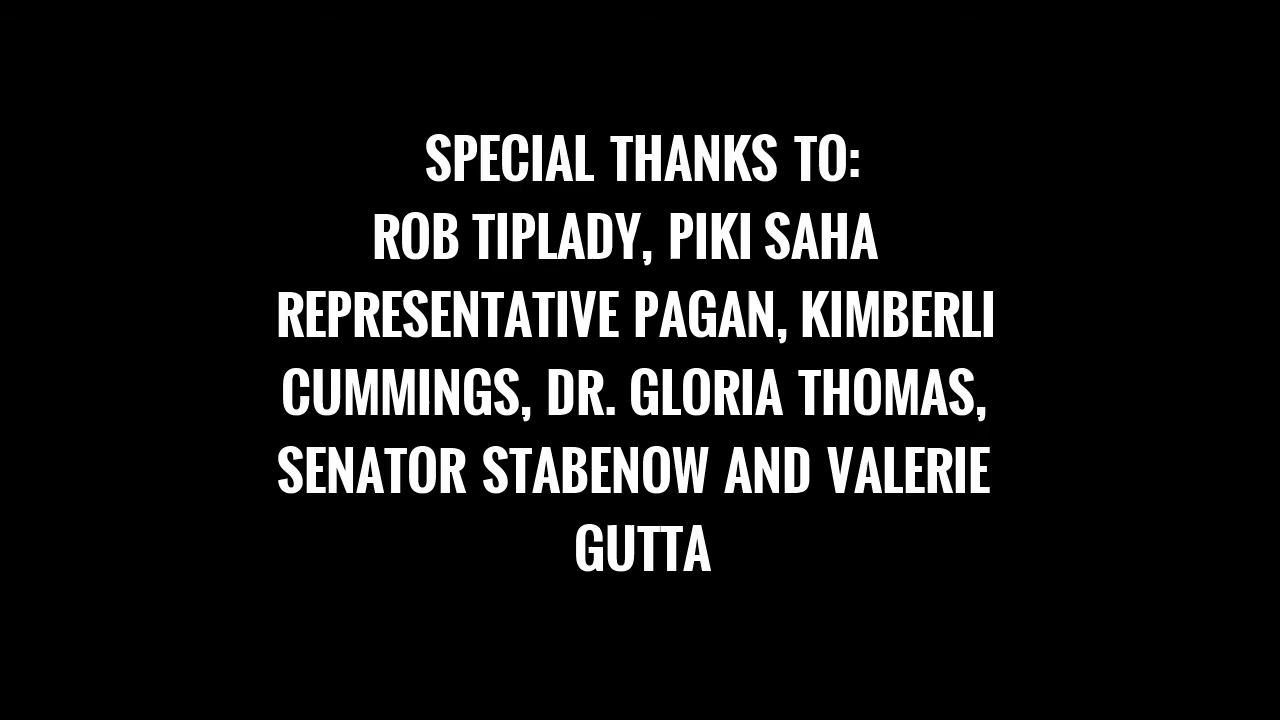 SPECIAL THANKS TO:
ROB TIPLADY, PIKI SAHA
REPRESENTATIVE PAGAN, KIMBERLI
CUMMINGS, DR. GLORIA THOMAS,
SENATOR STABENOW AND VALERIE
GUTTA